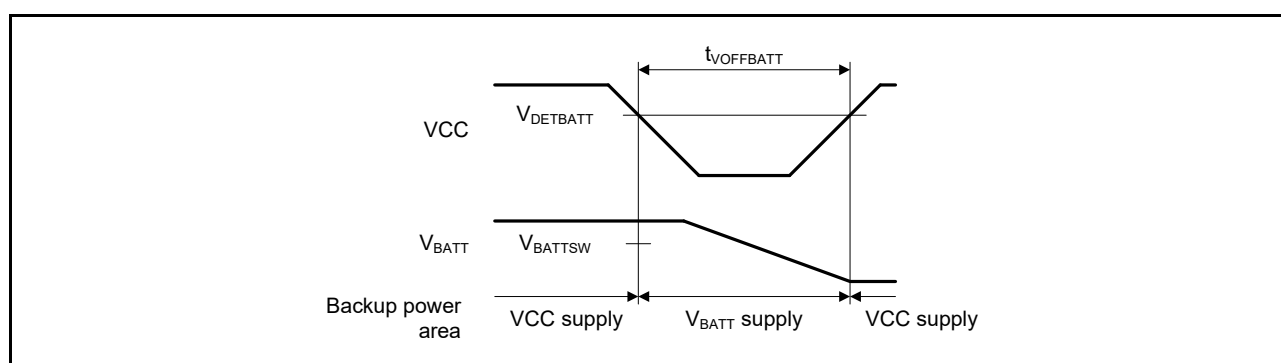 tVOFFBATT
VCC
VDETBATT
VBATT
VBATTSW
Backup power
area
VCC supply
VBATT supply
VCC supply